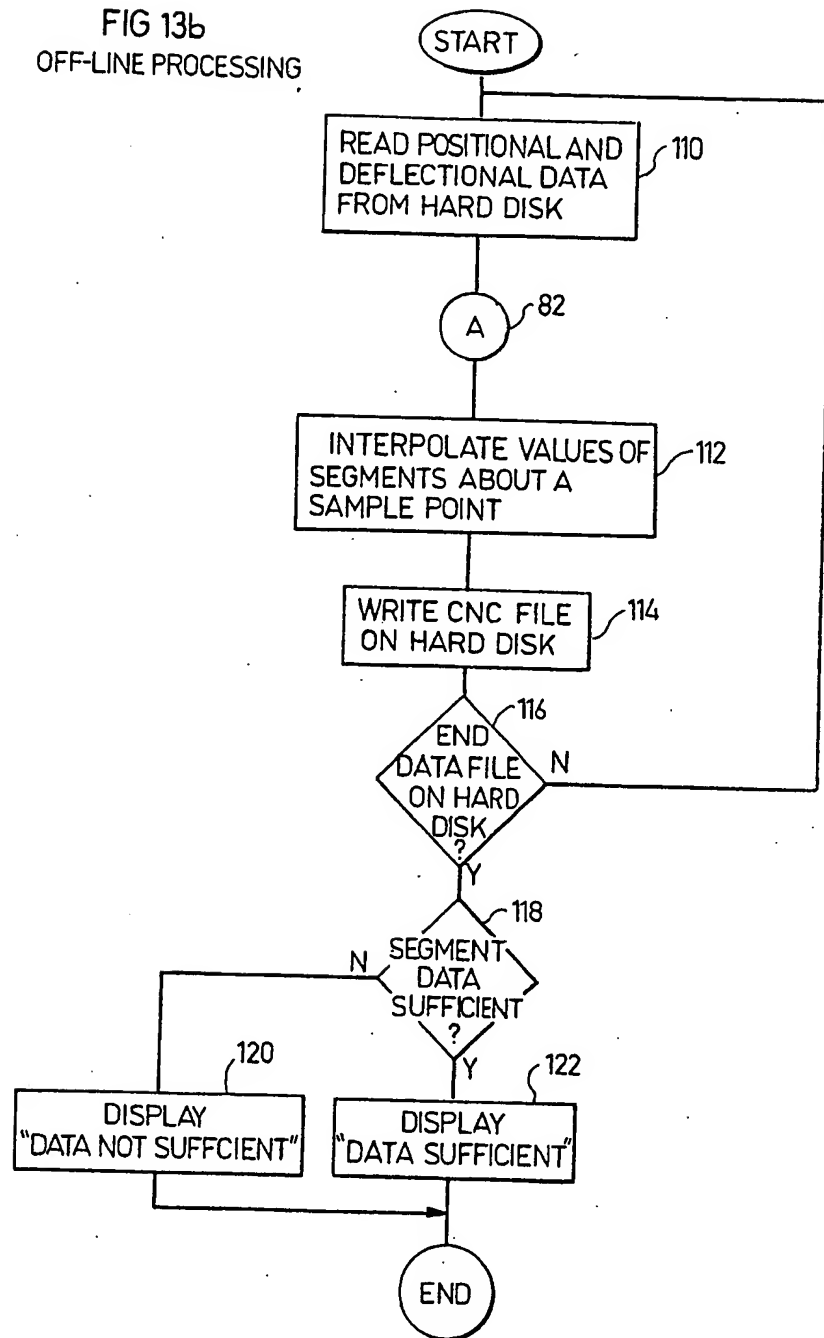 FIG 13b
OFF-LINE PROCESSING
START
READ POSITIONAL AND
DEFLECTIONAL DATA
FROM HARD DISK
110
A
82
INTERPOLATE VALUES OF
SEGMENTS ABOUT A
SAMPLE POINT
112
WRITE CNC FILE
ON HARD DISK
114
116
END
DATA FILE
ON HARD
DISK
?
N
Y
118
SEGMENT
DATA
SUFFICIENT
?
N
Y
120
DISPLAY
"DATA NOT SUFFCIENT"
122
DISPLAY
"DATA SUFFICIENT"
END